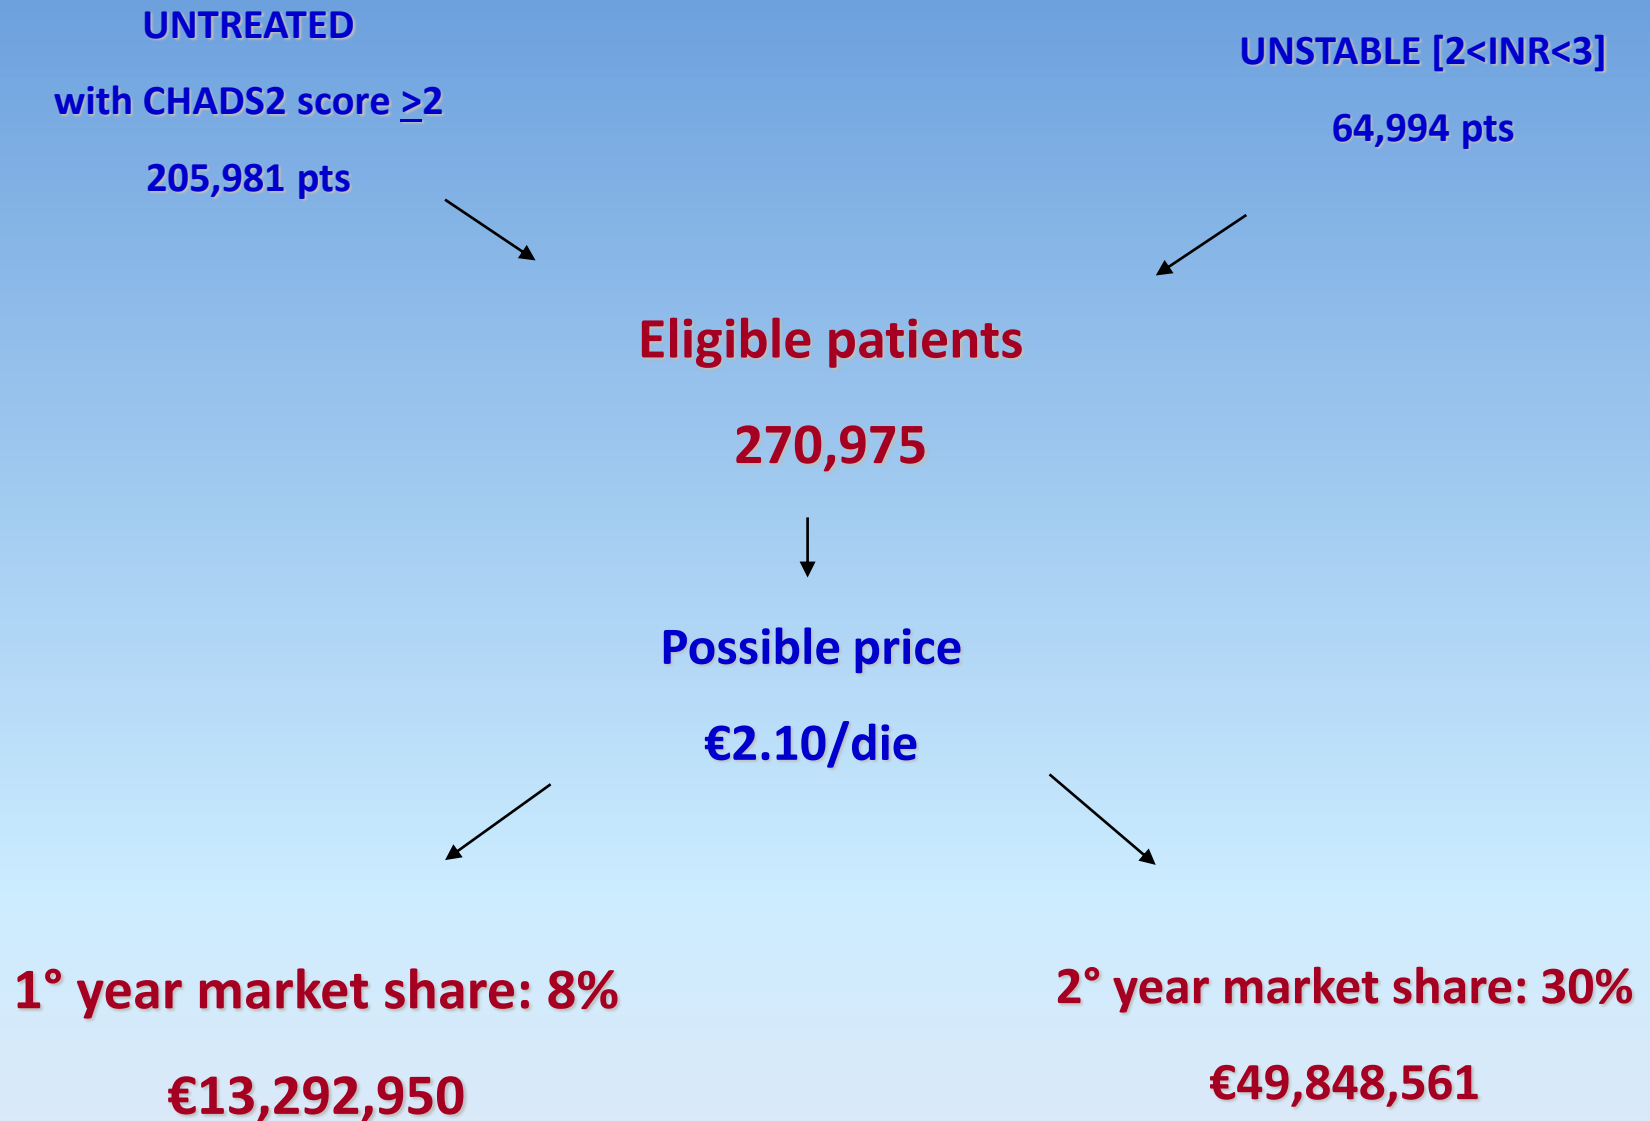 UNTREATED
with CHADS2 score ≥2
205,981 pts
UNSTABLE [2<INR<3]
64,994 pts
Eligible patients
270,975
Possible price
€2.10/die
1° year market share: 8%
€13,292,950
2° year market share: 30%
€49,848,561